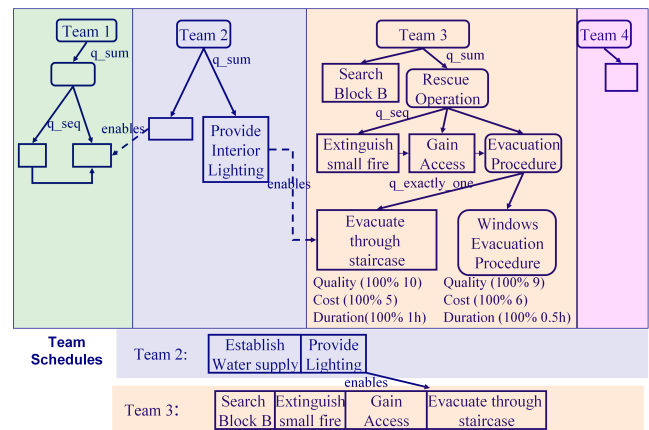 Team 1
Team 2
Team 3
Team 4
q_sum
q_sum
q_sum
Search
Block B
Rescue
Operation
q_seq
q_seq
enables
Provide
Interior
Lighting
Extinguish
small fire
Gain
Access
Evacuation
Procedure
enables
q_exactly_one
Evacuate
through
staircase
Windows
Evacuation
Procedure
Quality (100% 10)
Cost (100% 5)
Duration(100% 1h)
Quality (100% 9)
Cost (100% 6)
Duration (100% 0.5h)
Team
Schedules
Team 2:
Establish
Water supply
Provide
Lighting
enables
Team 3:
Search
Block B
Extinguish
small fire
Gain
Access
Evacuate through
staircase